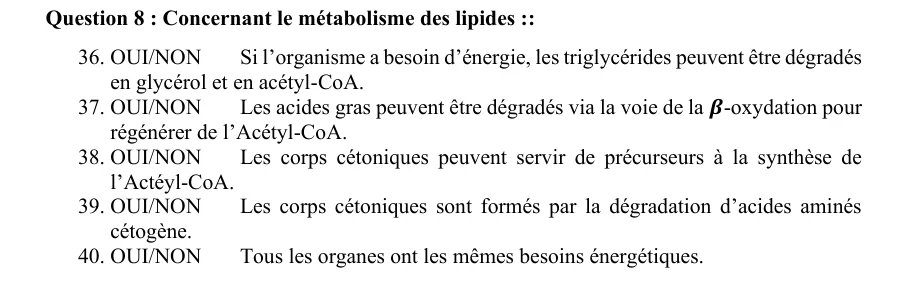 Question 8 : Concernant le métabolisme des lipides ::
36. OUI/NON Si l’organisme a besoin d’énergie, les triglycérides peuvent être dégradés
en glycérol et en acétyl-CoA.
37. OUI/NON Les acides gras peuvent être dégradés via la voie de la β-oxydation pour
régénérer de l’Acétyl-CoA.
38. OUI/NON Les corps cétoniques peuvent servir de précurseurs à la synthèse de
l’Actéyl-CoA.
39. OUI/NON Les corps cétoniques sont formés par la dégradation d’acides aminés
cétogène.
40. OUI/NON Tous les organes ont les mêmes besoins énergétiques.